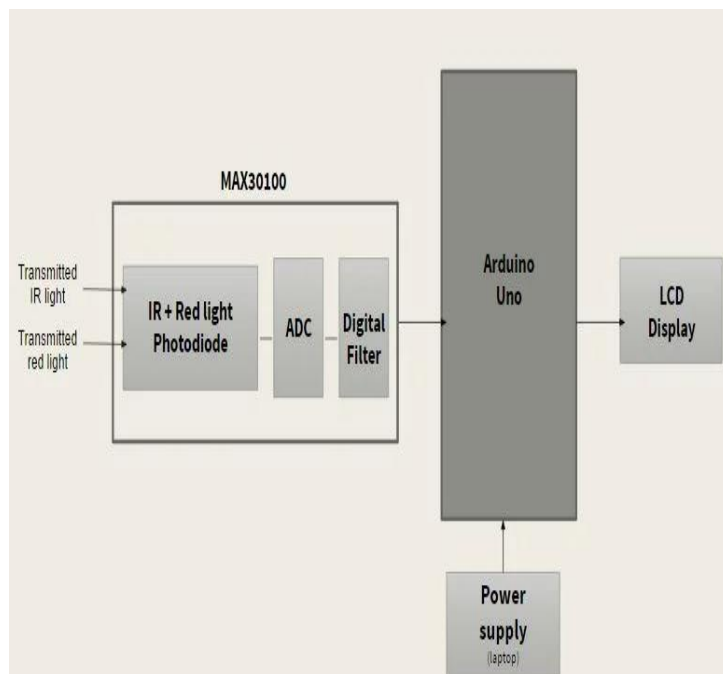 MAX30100
Transmitted
IR light
Transmitted
red light
IR + Red light
Photodiode
ADC
Digital
Filter
Arduino
Uno
LCD
Display
Power
supply
(laptop)